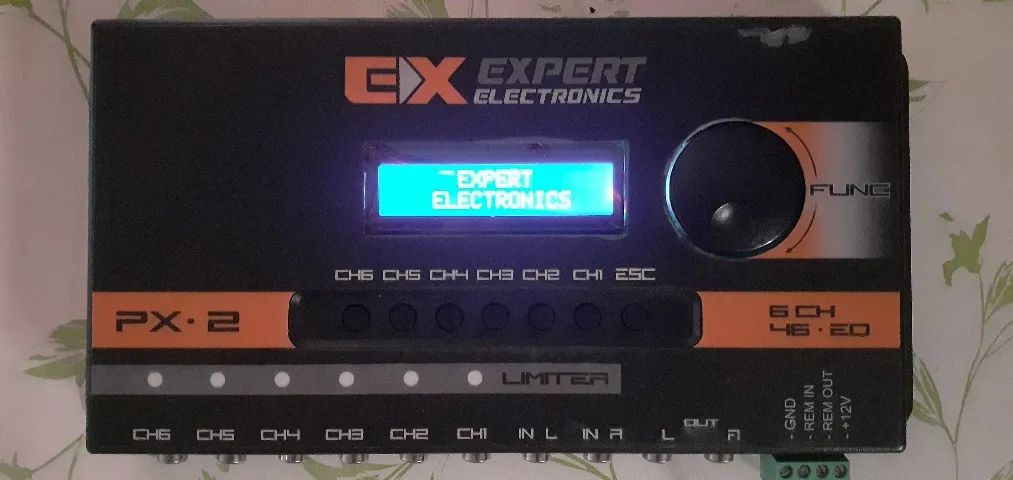 EX EXPERT
ELECTRONICS
EXPERT
ELECTRONICS
FUNC
CH6 CH5 CH4 CH3 CH2 CH1 ESC
PX·2
6 CH
46·EQ
LIMITER
CH6 CH5 CH4 CH3 CH2 CH1 IN L IN R L OUT R
- GND
- REM IN
- REM OUT
- +12V